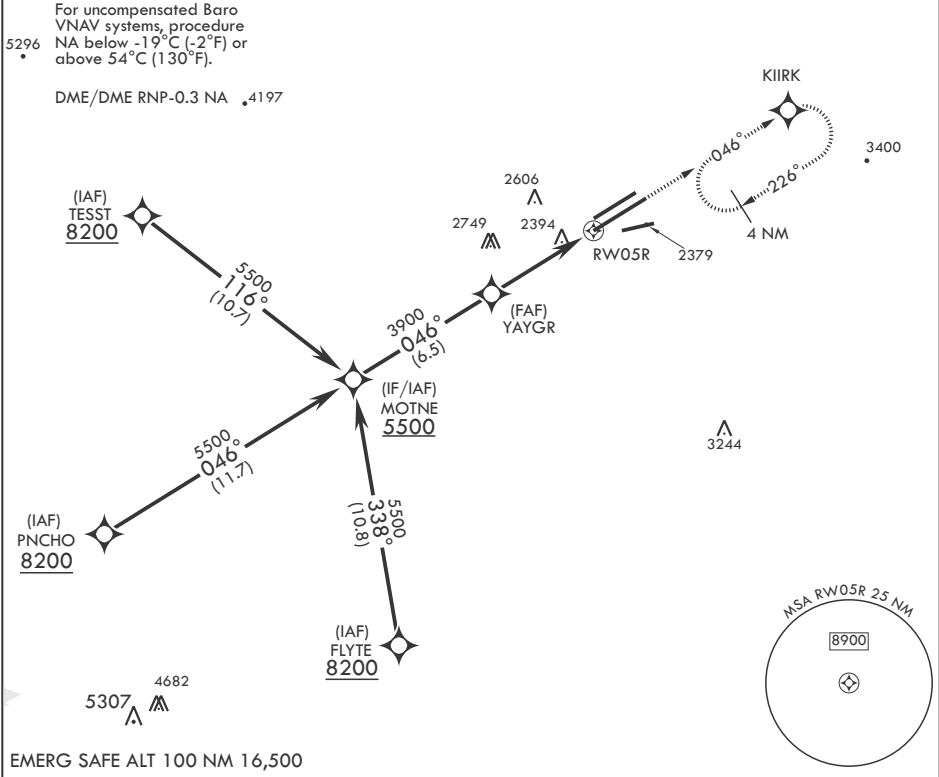 For uncompensated Baro
VNAV systems, procedure
NA below -19°C (-2°F) or
above 54°C (130°F).
5296
DME/DME RNP-0.3 NA
4197
KIIRK
3400
046°
226°
4 NM
2606
2749
2394
RW05R
2379
(IAF)
TESST
8200
5500
116°
(10.7)
(FAF)
YAYGR
3900
046°
(6.5)
(IF/IAF)
MOTNE
5500
3244
5500
046°
(11.7)
(IAF)
PNCHO
8200
5500
338°
(10.8)
(IAF)
FLYTE
8200
MSA RW05R 25 NM
8900
4682
5307
EMERG SAFE ALT 100 NM 16,500